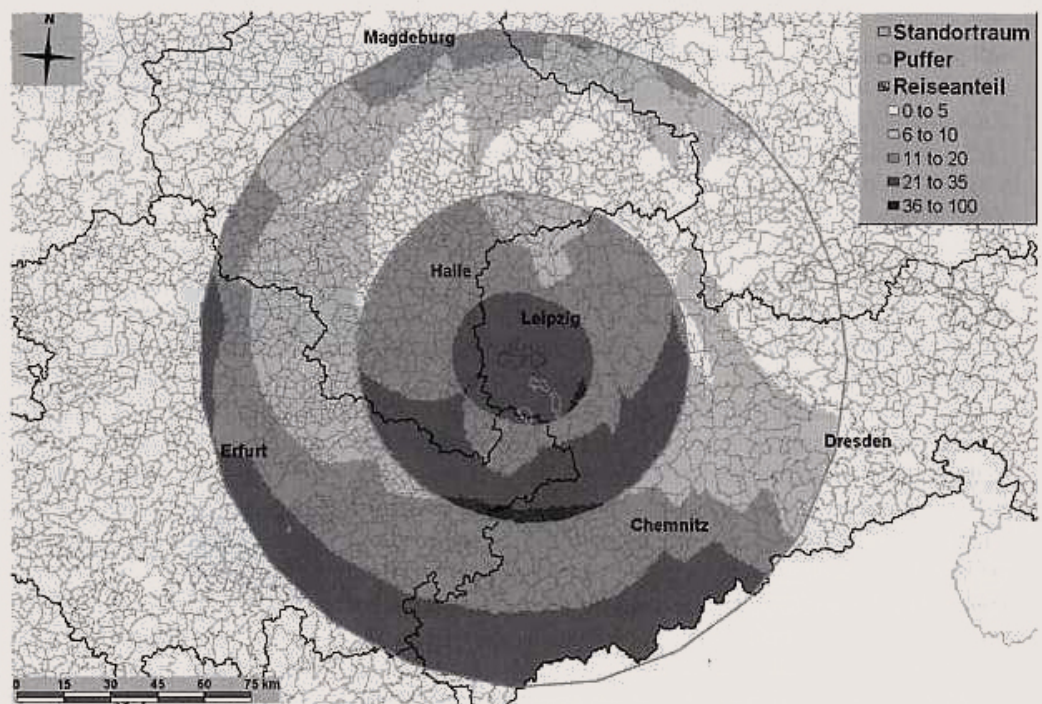 N
Magdeburg
Standortraum
Puffer
Reiseanteil
0 to 5
6 to 10
11 to 20
21 to 35
36 to 100
Halle
Leipzig
Erfurt
Dresden
Chemnitz
0 15 30 45 60 75 km